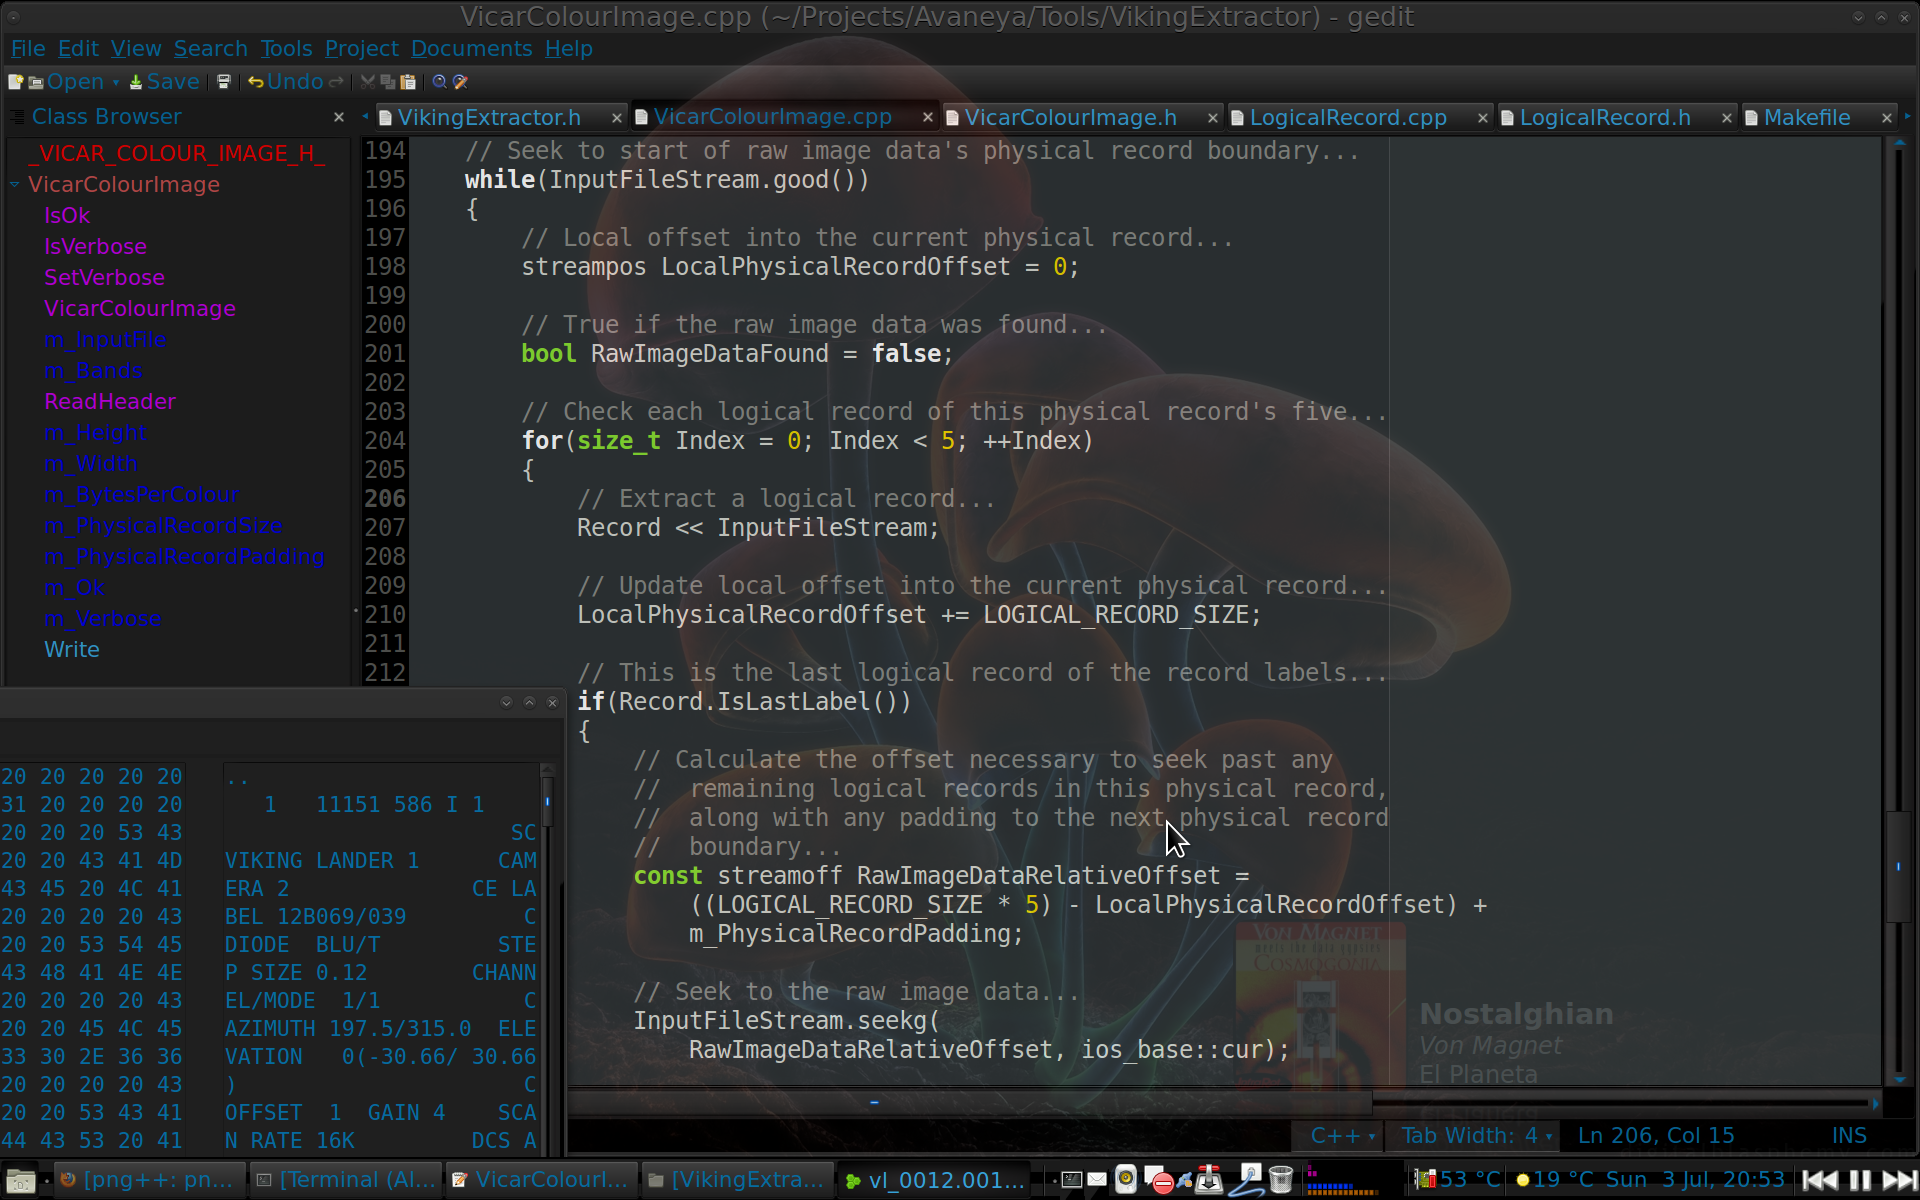 VicarColourImage.cpp (~/Projects/Avaneya/Tools/VikingExtractor) - gedit
File Edit View Search Tools Project Documents Help
Open Save Undo
Class Browser
VikingExtractor.h VicarColourImage.cpp VicarColourImage.h LogicalRecord.cpp LogicalRecord.h Makefile
_VICAR_COLOUR_IMAGE_H_
VicarColourImage
IsOk
IsVerbose
SetVerbose
VicarColourImage
m_InputFile
m_Bands
ReadHeader
m_Height
m_Width
m_BytesPerColour
m_PhysicalRecordSize
m_PhysicalRecordPadding
m_Ok
m_Verbose
Write
194 // Seek to start of raw image data's physical record boundary...
195 while(InputFileStream.good())
196 {
197 // Local offset into the current physical record...
198 streampos LocalPhysicalRecordOffset = 0;
199
200 // True if the raw image data was found...
201 bool RawImageDataFound = false;
202
203 // Check each logical record of this physical record's five...
204 for(size_t Index = 0; Index < 5; ++Index)
205 {
206 // Extract a logical record...
207 Record << InputFileStream;
208
209 // Update local offset into the current physical record...
210 LocalPhysicalRecordOffset += LOGICAL_RECORD_SIZE;
211
212 // This is the last logical record of the record labels...
if(Record.IsLastLabel())
{
// Calculate the offset necessary to seek past any
// remaining logical records in this physical record,
// along with any padding to the next physical record
// boundary...
const streamoff RawImageDataRelativeOffset =
((LOGICAL_RECORD_SIZE * 5) - LocalPhysicalRecordOffset) +
m_PhysicalRecordPadding;
// Seek to the raw image data...
InputFileStream.seekg(
RawImageDataRelativeOffset, ios_base::cur);
20 20 20 20 20 ..
31 20 20 20 20 1 11151 586 I 1
20 20 20 53 43 SC
20 20 43 41 4D VIKING LANDER 1 CAM
43 45 20 4C 41 ERA 2 CE LA
20 20 20 20 43 BEL 12B069/039 C
20 20 53 54 45 DIODE BLU/T STE
43 48 41 4E 4E P SIZE 0.12 CHANN
20 20 20 20 43 EL/MODE 1/1 C
20 20 45 4C 45 AZIMUTH 197.5/315.0 ELE
33 30 2E 36 36 VATION 0(-30.66/ 30.66
20 20 20 20 43 ) C
20 20 53 43 41 OFFSET 1 GAIN 4 SCA
44 43 53 20 41 N RATE 16K DCS A
VON MAGNET
COSMOGONIA
Nostalghian
Von Magnet
El Planeta
C++ Tab Width: 4 Ln 206, Col 15 INS
[png++: pn... [Terminal (Al... VicarColourI... [VikingExtra... vl_0012.001... 53 °C 19 °C Sun 3 Jul, 20:53